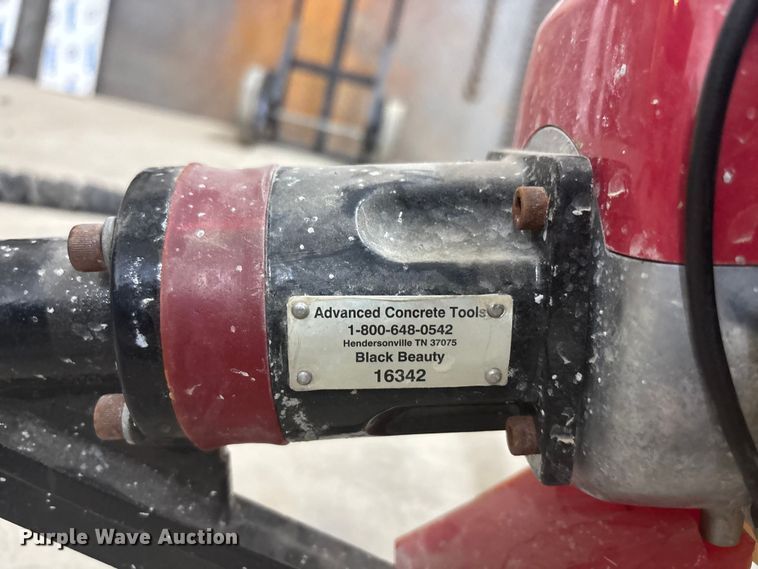 Advanced Concrete Tools
1-800-648-0542
Hendersonville TN 37075
Black Beauty
16342
Purple Wave Auction